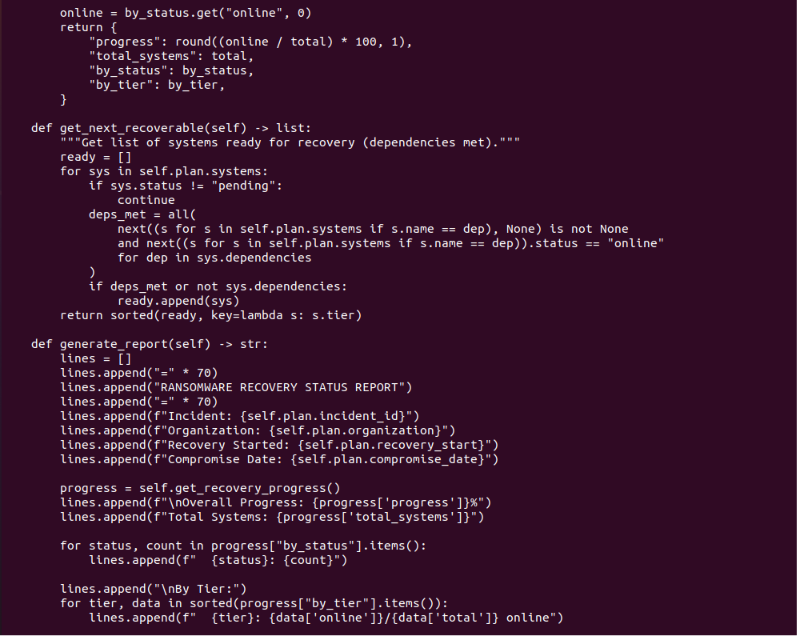 online = by_status.get("online", 0)
        return {
            "progress": round((online / total) * 100, 1),
            "total_systems": total,
            "by_status": by_status,
            "by_tier": by_tier,
        }

    def get_next_recoverable(self) -> list:
        """Get list of systems ready for recovery (dependencies met)."""
        ready = []
        for sys in self.plan.systems:
            if sys.status != "pending":
                continue
            deps_met = all(
                next((s for s in self.plan.systems if s.name == dep), None) is not None
                and next((s for s in self.plan.systems if s.name == dep)).status == "online"
                for dep in sys.dependencies
            )
            if deps_met or not sys.dependencies:
                ready.append(sys)
        return sorted(ready, key=lambda s: s.tier)

    def generate_report(self) -> str:
        lines = []
        lines.append("=" * 70)
        lines.append("RANSOMWARE RECOVERY STATUS REPORT")
        lines.append("=" * 70)
        lines.append(f"Incident: {self.plan.incident_id}")
        lines.append(f"Organization: {self.plan.organization}")
        lines.append(f"Recovery Started: {self.plan.recovery_start}")
        lines.append(f"Compromise Date: {self.plan.compromise_date}")

        progress = self.get_recovery_progress()
        lines.append(f"\nOverall Progress: {progress['progress']}%")
        lines.append(f"Total Systems: {progress['total_systems']}")

        for status, count in progress["by_status"].items():
            lines.append(f"  {status}: {count}")

        lines.append("\nBy Tier:")
        for tier, data in sorted(progress["by_tier"].items()):
            lines.append(f"  {tier}: {data['online']}/{data['total']} online")